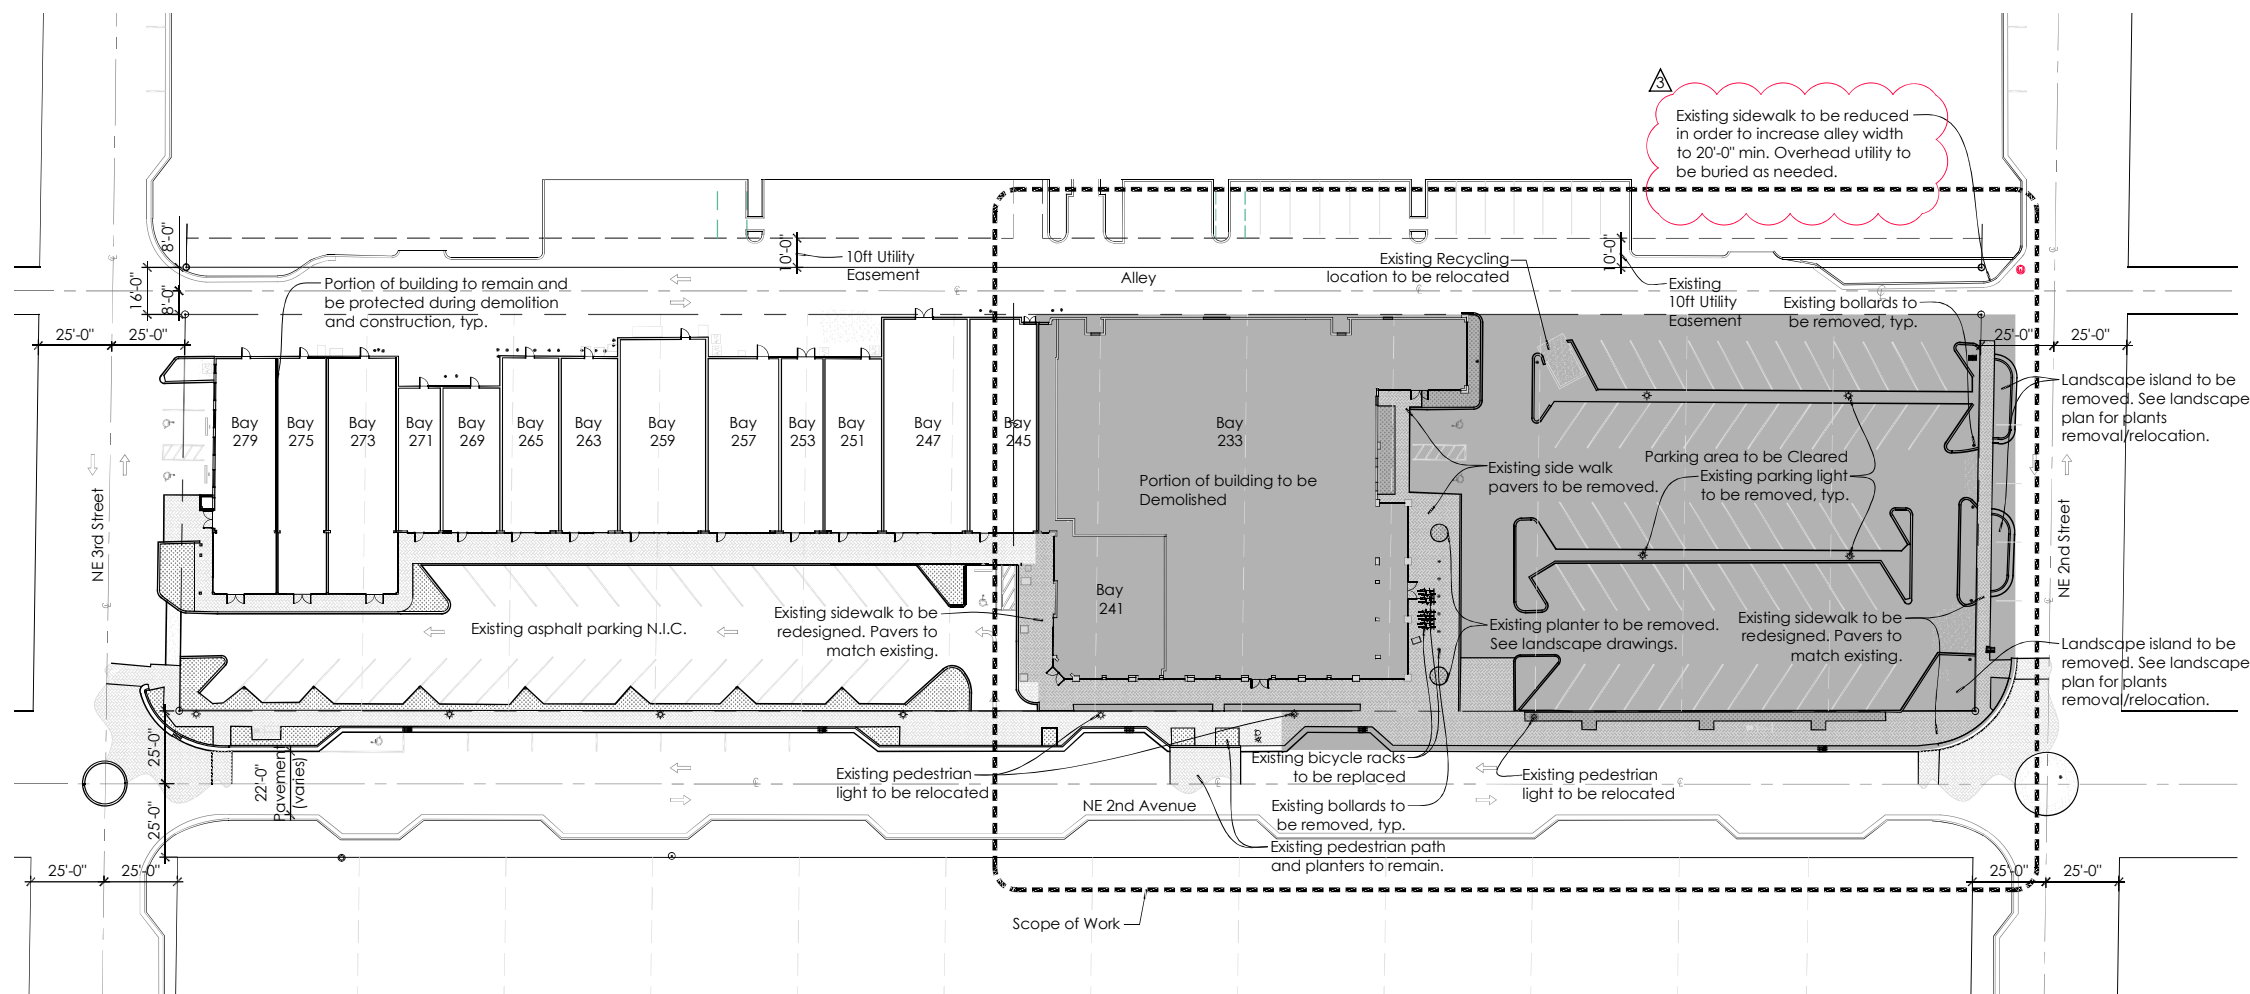 3
Existing sidewalk to be reduced
in order to increase alley width
to 20'-0" min. Overhead utility to
be buried as needed.
8'-0"
16'-0"
8'-0"
10'-0"
10ft Utility
Easement
Alley
Existing Recycling
location to be relocated
10'-0"
Existing
10ft Utility
Easement
Existing bollards to
be removed, typ.
Portion of building to remain and
be protected during demolition
and construction, typ.
25'-0"
25'-0"
25'-0"
25'-0"
Landscape island to be
removed. See landscape
plan for plants
removal/relocation.
Bay
279
Bay
275
Bay
273
Bay
271
Bay
269
Bay
265
Bay
263
Bay
259
Bay
257
Bay
253
Bay
251
Bay
247
Bay
245
Bay
233
Portion of building to be
Demolished
Existing side walk
pavers to be removed.
Parking area to be Cleared
Existing parking light
to be removed, typ.
NE 3rd Street
NE 2nd Street
Bay
241
Existing asphalt parking N.I.C.
Existing sidewalk to be
redesigned. Pavers to
match existing.
Existing planter to be removed.
See landscape drawings.
Existing sidewalk to be
redesigned. Pavers to
match existing.
Landscape island to be
removed. See landscape
plan for plants
removal/relocation.
25'-0"
22'-0"
Pavement
(varies)
25'-0"
Existing pedestrian
light to be relocated
Existing bicycle racks
to be replaced
Existing pedestrian
light to be relocated
NE 2nd Avenue
Existing bollards to
be removed, typ.
Existing pedestrian path
and planters to remain.
25'-0"
25'-0"
25'-0"
25'-0"
Scope of Work